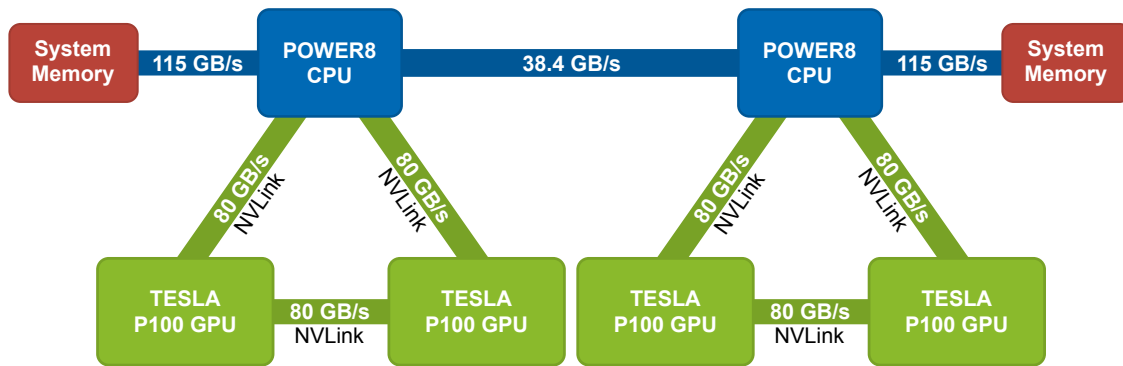 System
Memory
115 GB/s
POWER8
CPU
38.4 GB/s
POWER8
CPU
115 GB/s
System
Memory
80 GB/s
NVLink
80 GB/s
NVLink
80 GB/s
NVLink
80 GB/s
NVLink
TESLA
P100 GPU
80 GB/s
NVLink
TESLA
P100 GPU
TESLA
P100 GPU
80 GB/s
NVLink
TESLA
P100 GPU